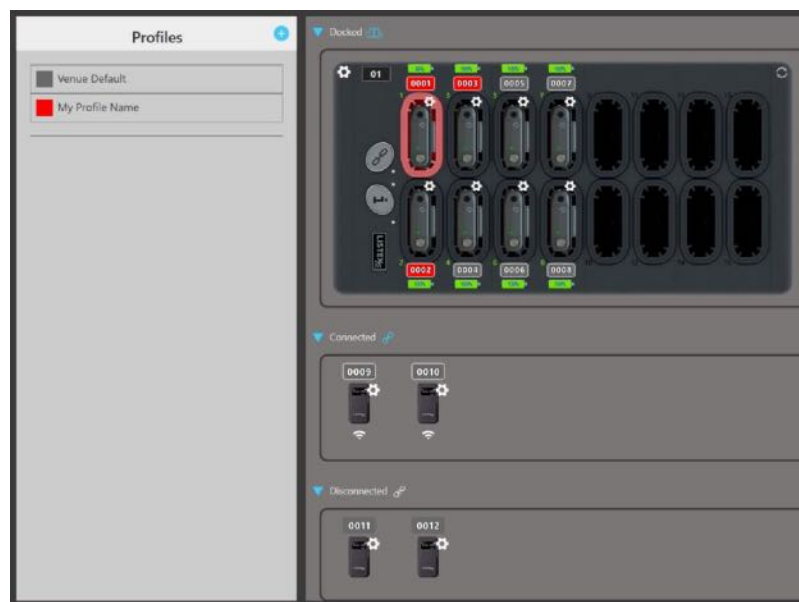 Profiles
Venue Default
My Profile Name
Docked
01
0001 0003 0005 0007
LISTEN
0002 0004 0006 0008
Connected
0009 0010
Disconnected
0011 0012